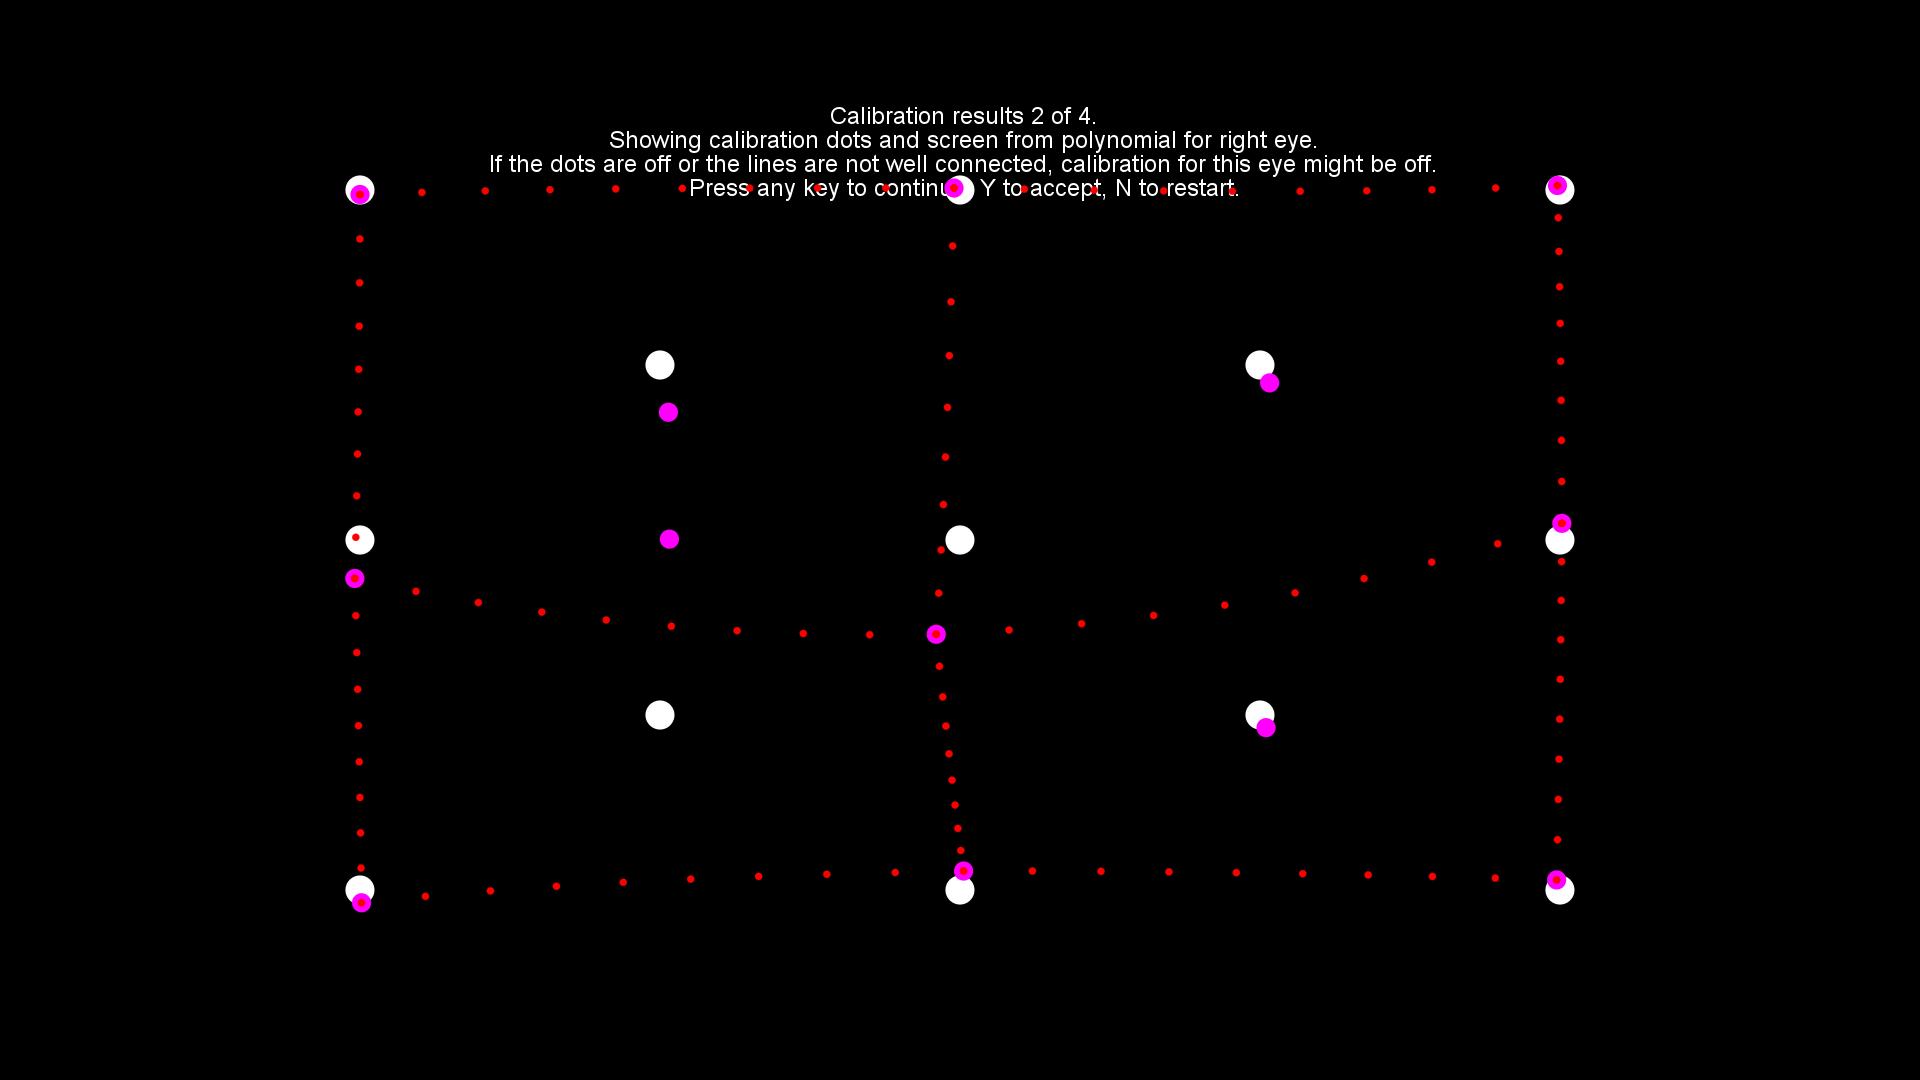 Calibration results 2 of 4.
Showing calibration dots and screen from polynomial for right eye.
If the dots are off or the lines are not well connected, calibration for this eye might be off.
Press any key to continue, Y to accept, N to restart.